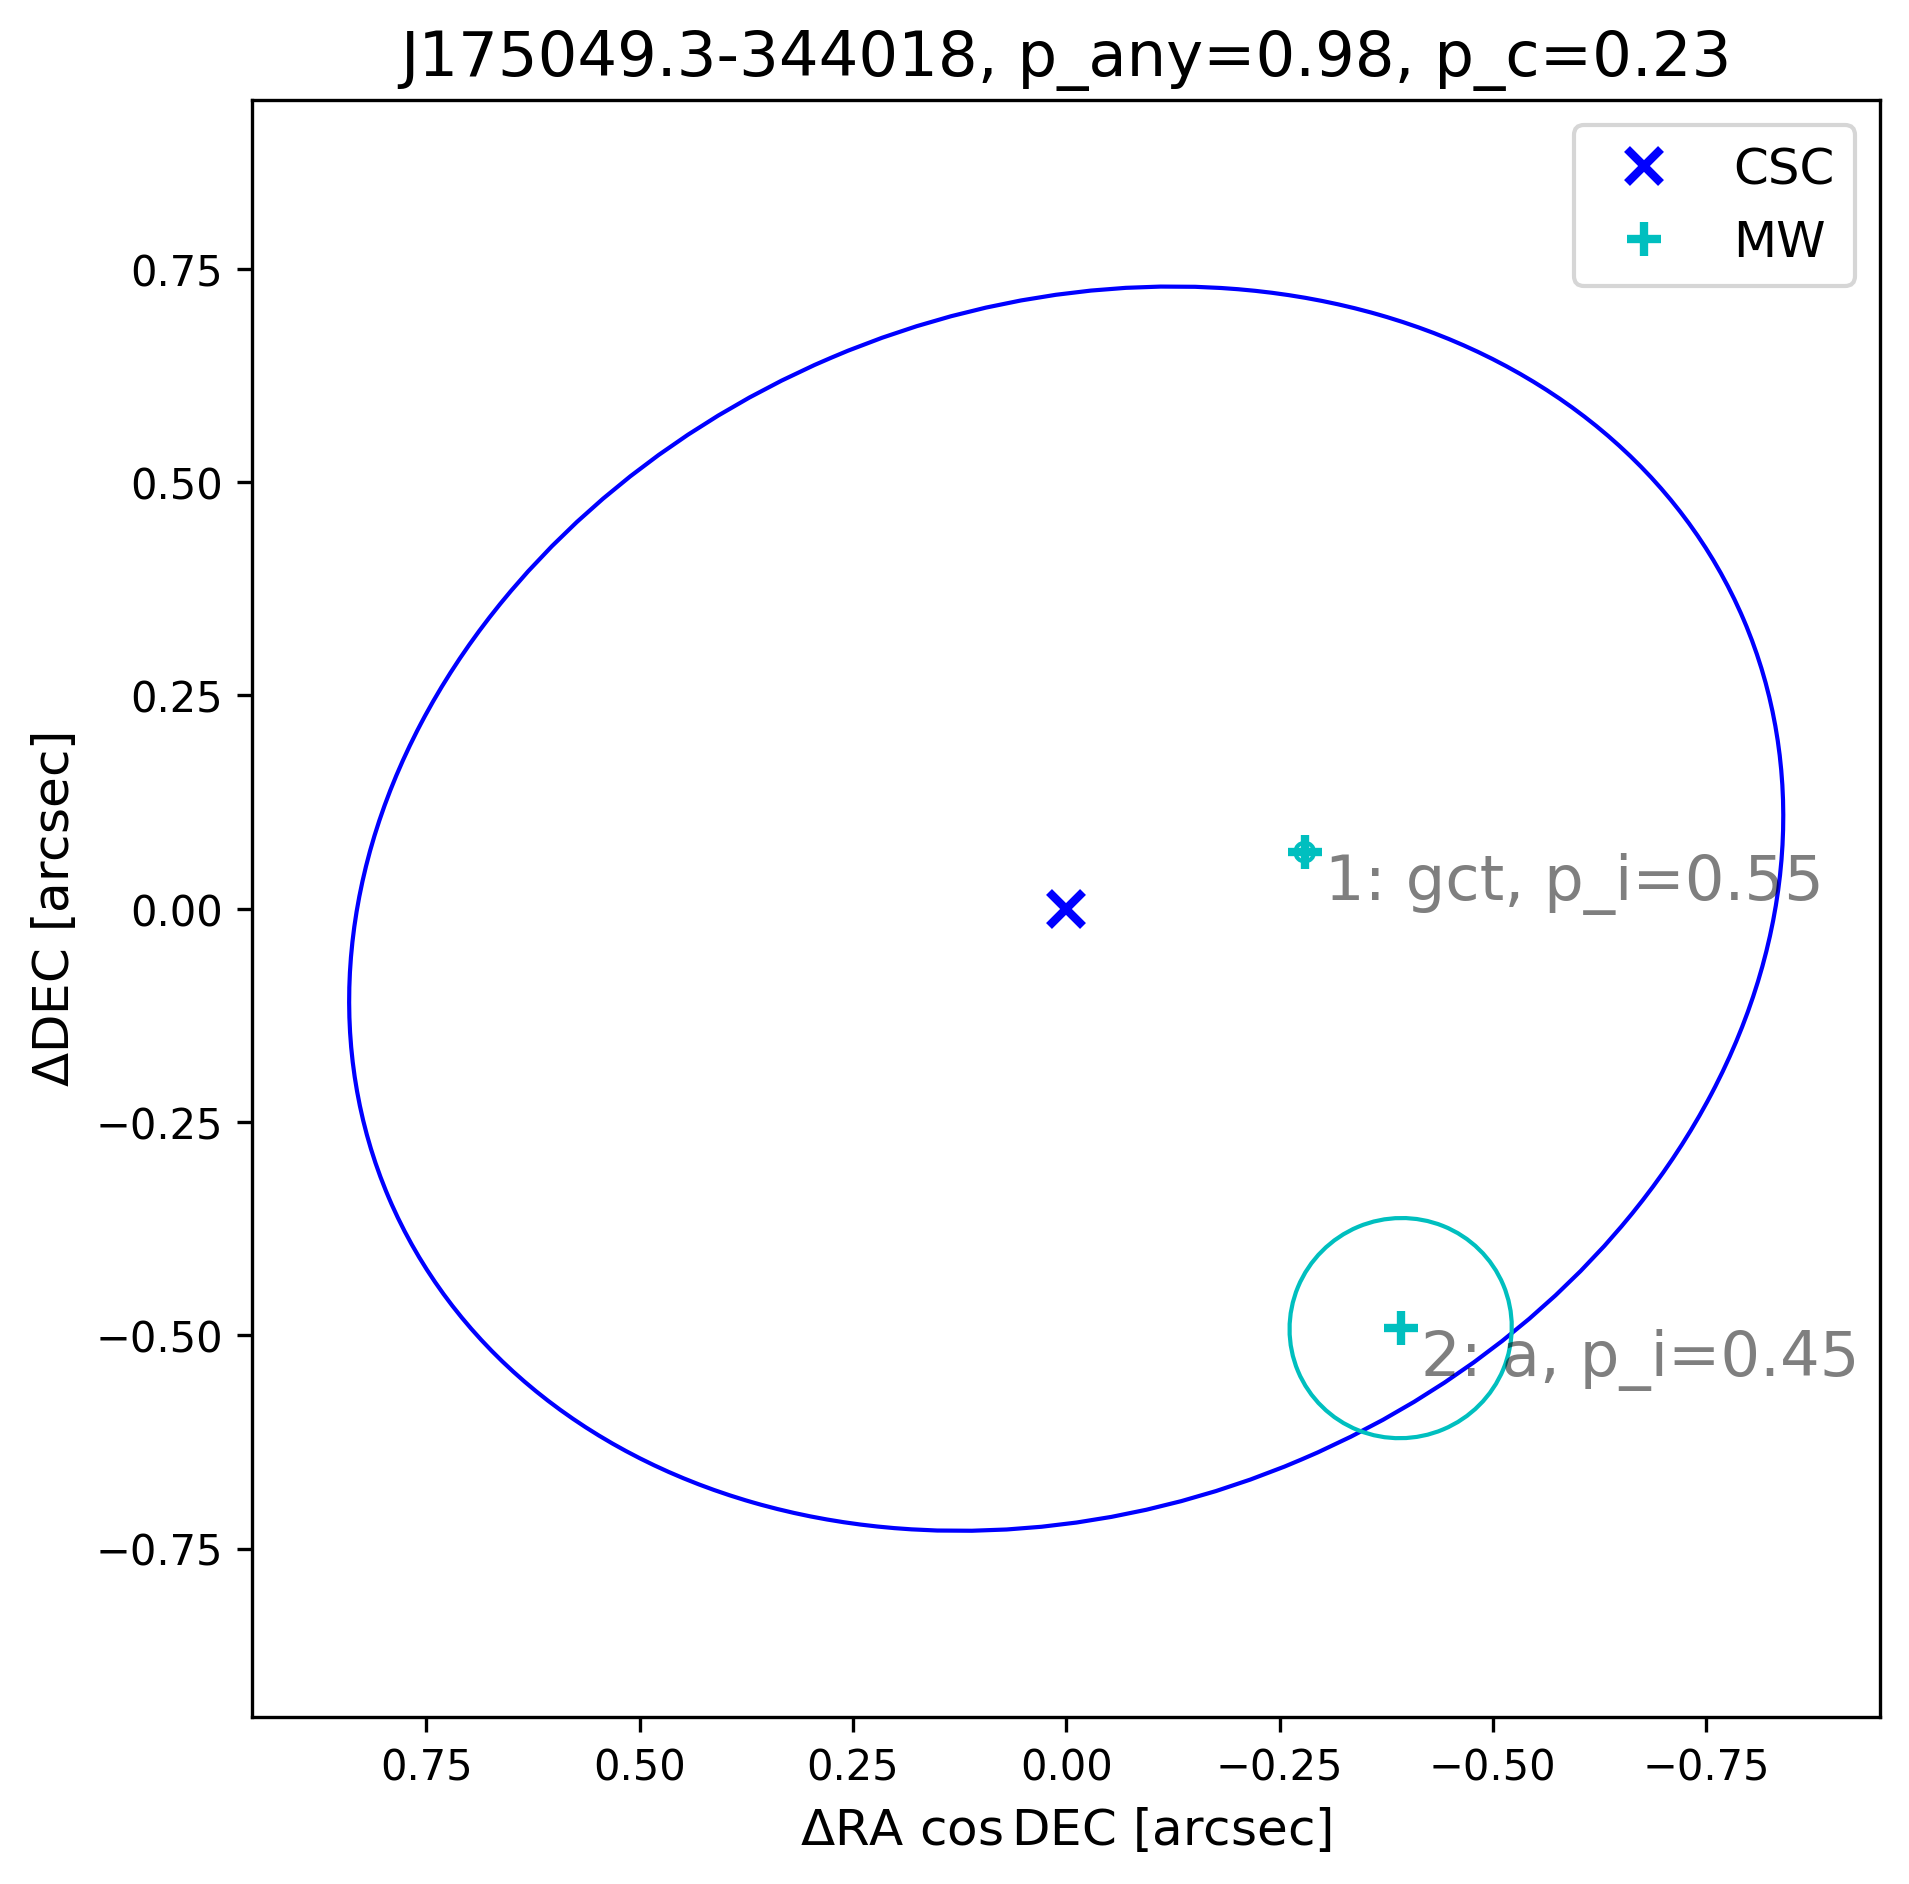 J175049.3-344018, p_any=0.98, p_c=0.23
CSC
MW
0.75
0.50
0.25
0.00
−0.25
−0.50
−0.75
ΔDEC [arcsec]
1: gct, p_i=0.55
2: a, p_i=0.45
0.75
0.50
0.25
0.00
−0.25
−0.50
−0.75
ΔRA cos DEC [arcsec]